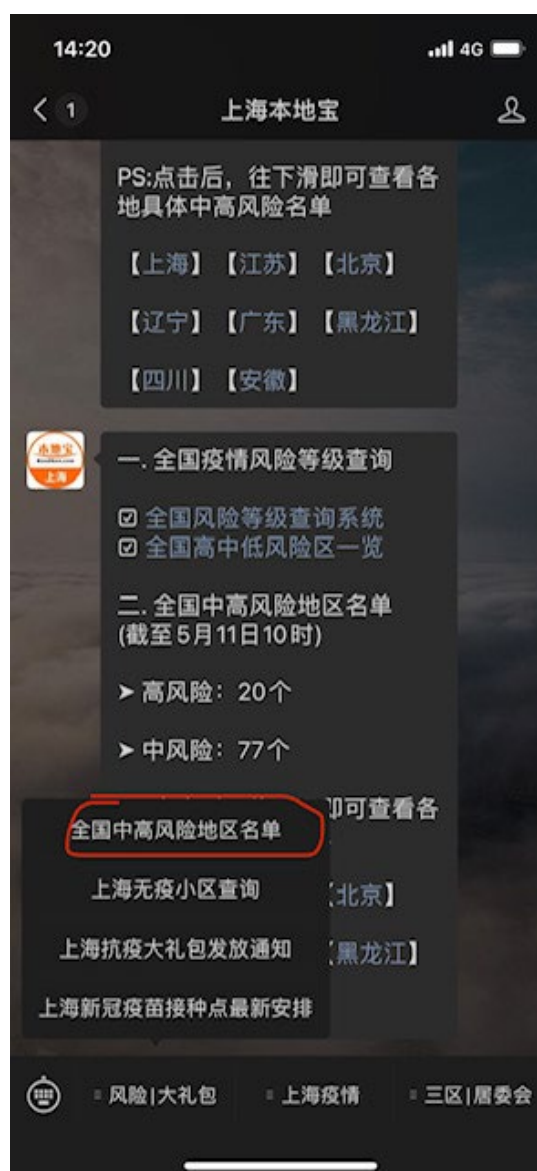 14:20
4G
1
上海本地宝
PS:点击后，往下滑即可查看各
地具体中高风险名单
【上海】【江苏】【北京】
【辽宁】【广东】【黑龙江】
【四川】【安徽】
本地宝
上海
一. 全国疫情风险等级查询
全国风险等级查询系统
全国高中低风险区一览
二. 全国中高风险地区名单
(截至5月11日10时)
➤ 高风险：20个
➤ 中风险：77个
即可查看各
全国中高风险地区名单
上海无疫小区查询
北京】
上海抗疫大礼包发放通知
【黑龙江】
上海新冠疫苗接种点最新安排
风险|大礼包
上海疫情
三区|居委会